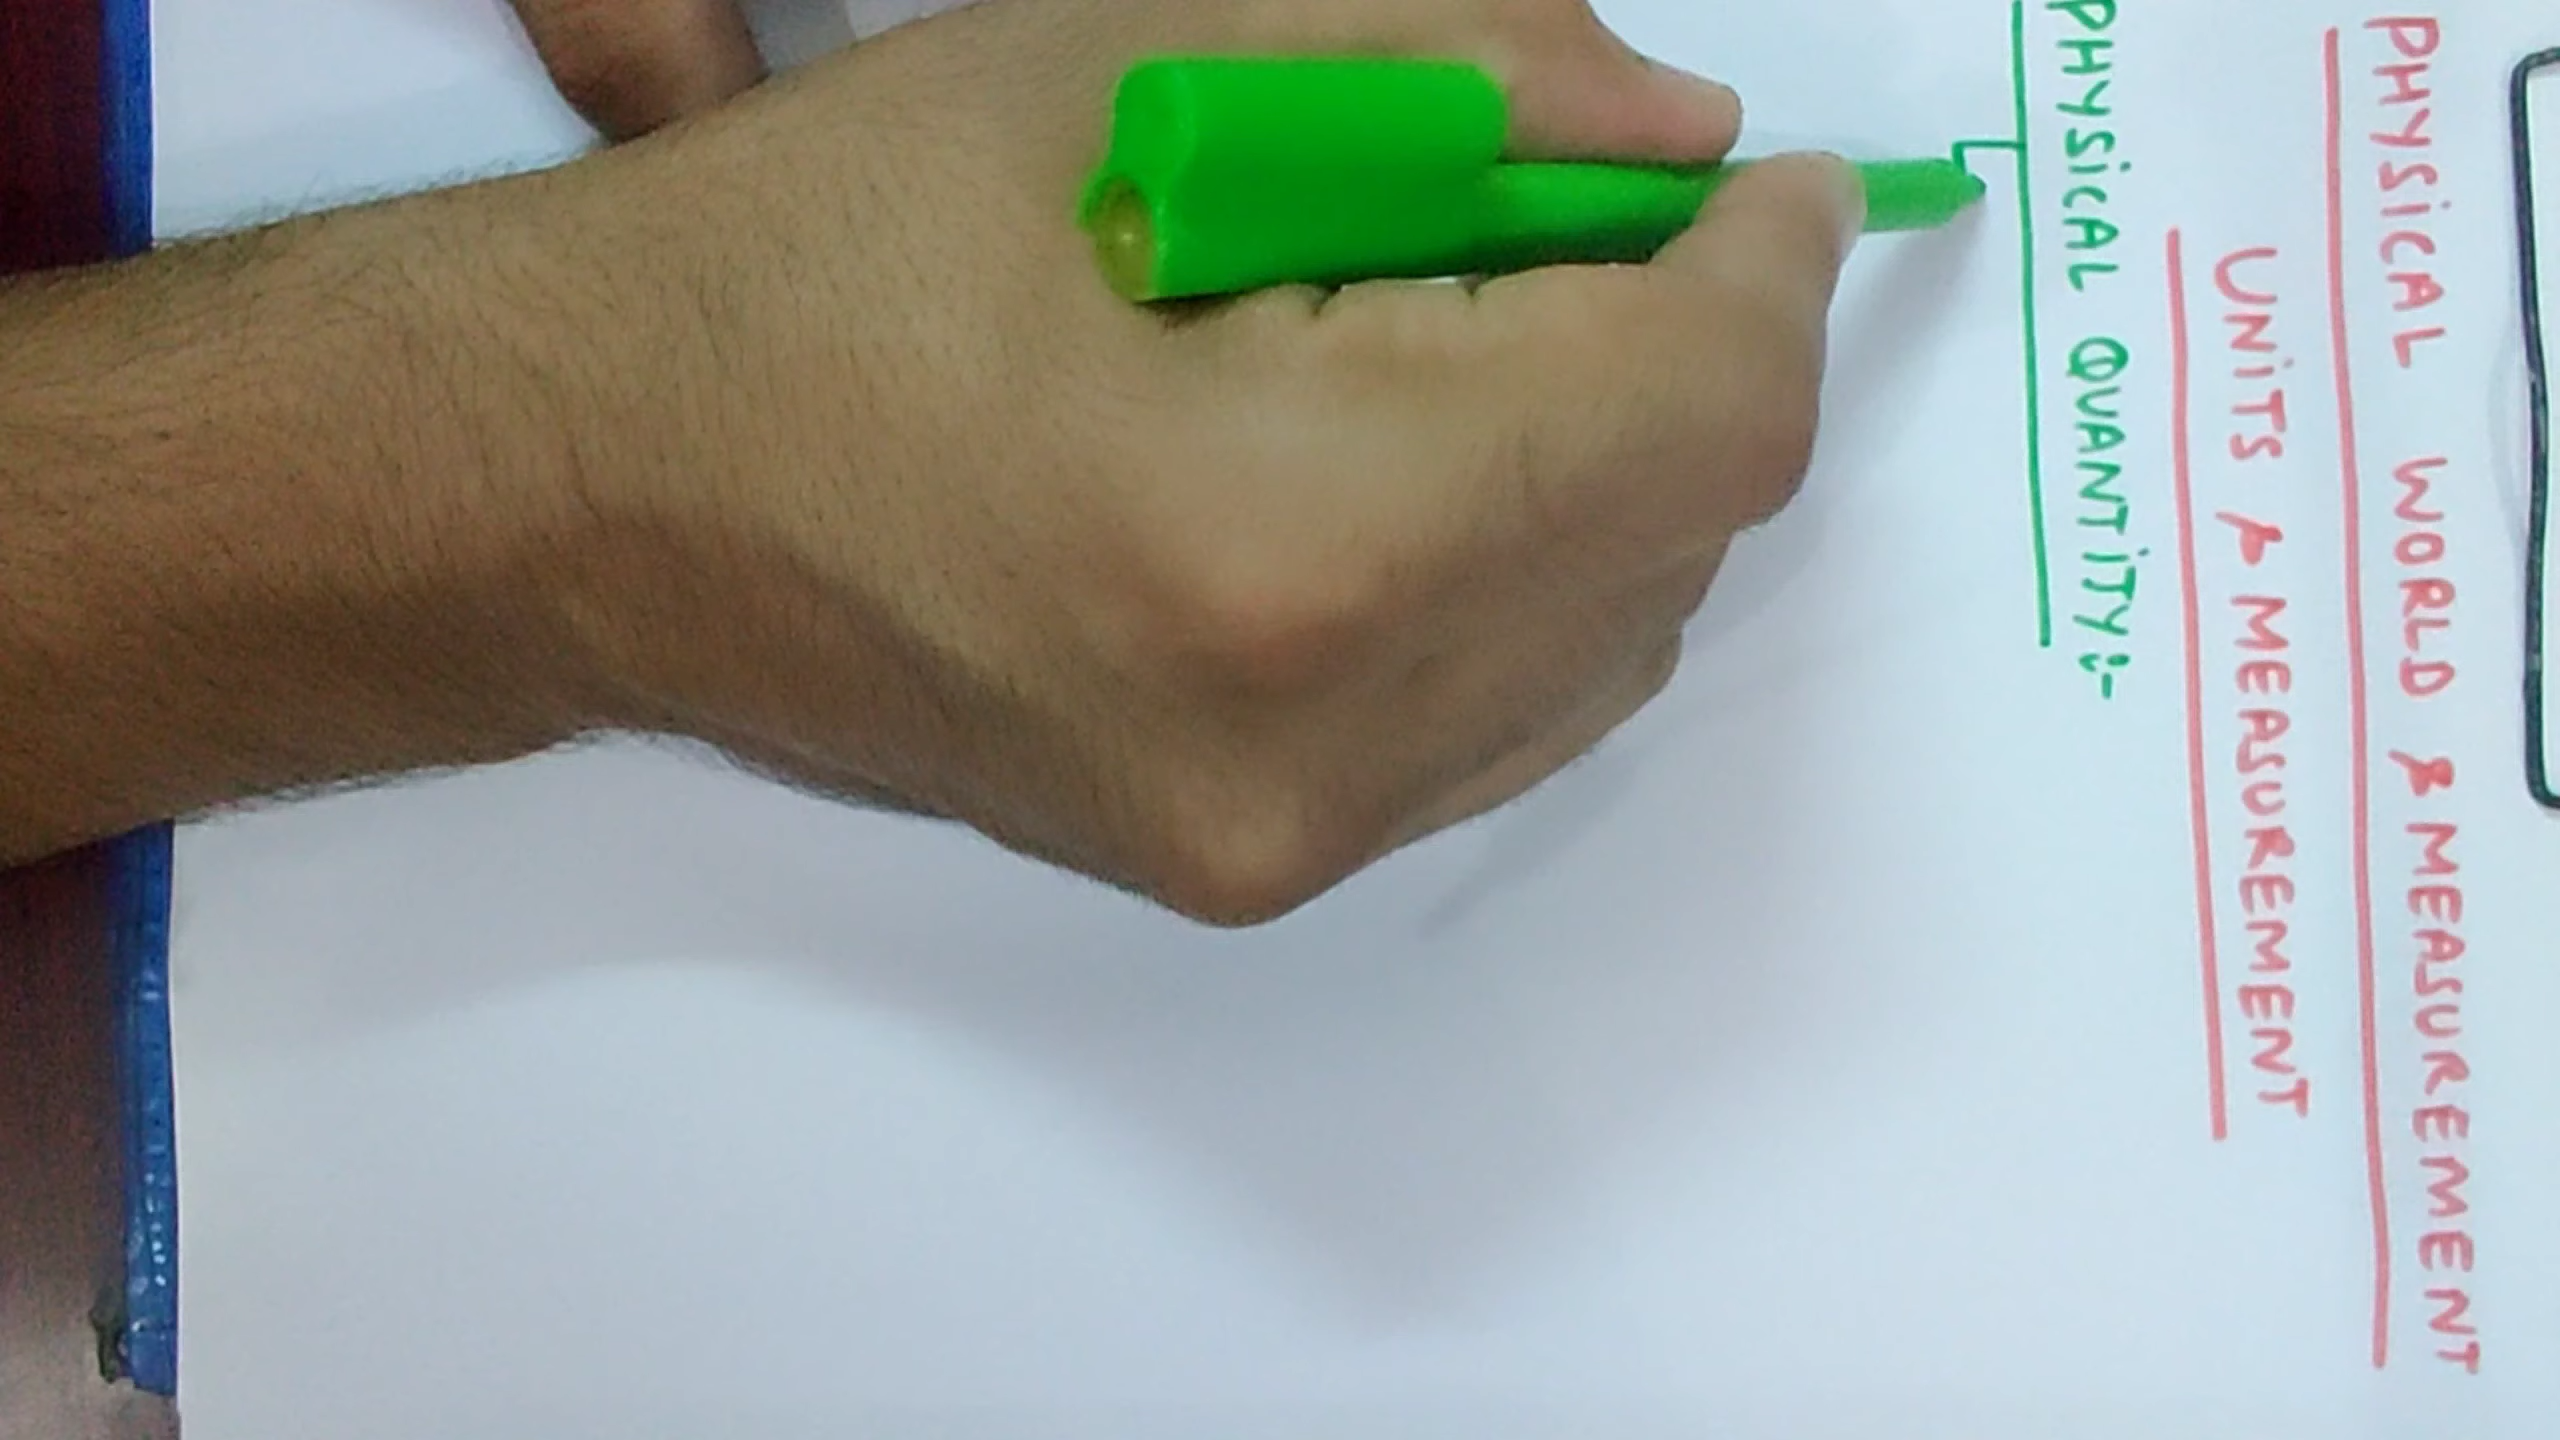 PHYSICAL WORLD & MEASUREMENT
UNITS & MEASUREMENT
PHYSICAL QUANTITY:-